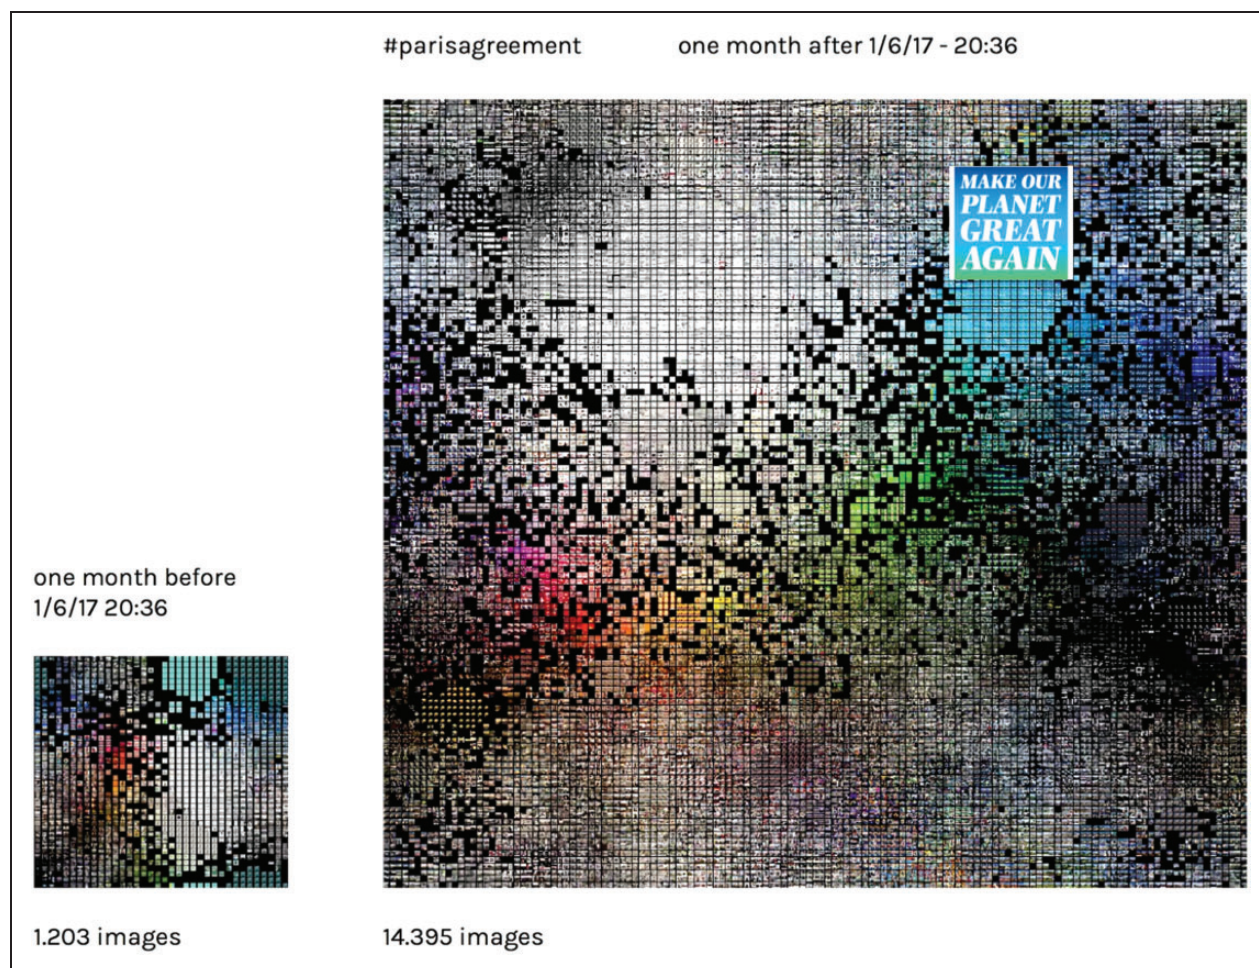 #parisagreement
one month after 1/6/17 - 20:36
MAKE OUR
PLANET
GREAT
AGAIN
one month before
1/6/17 20:36
1.203 images
14.395 images